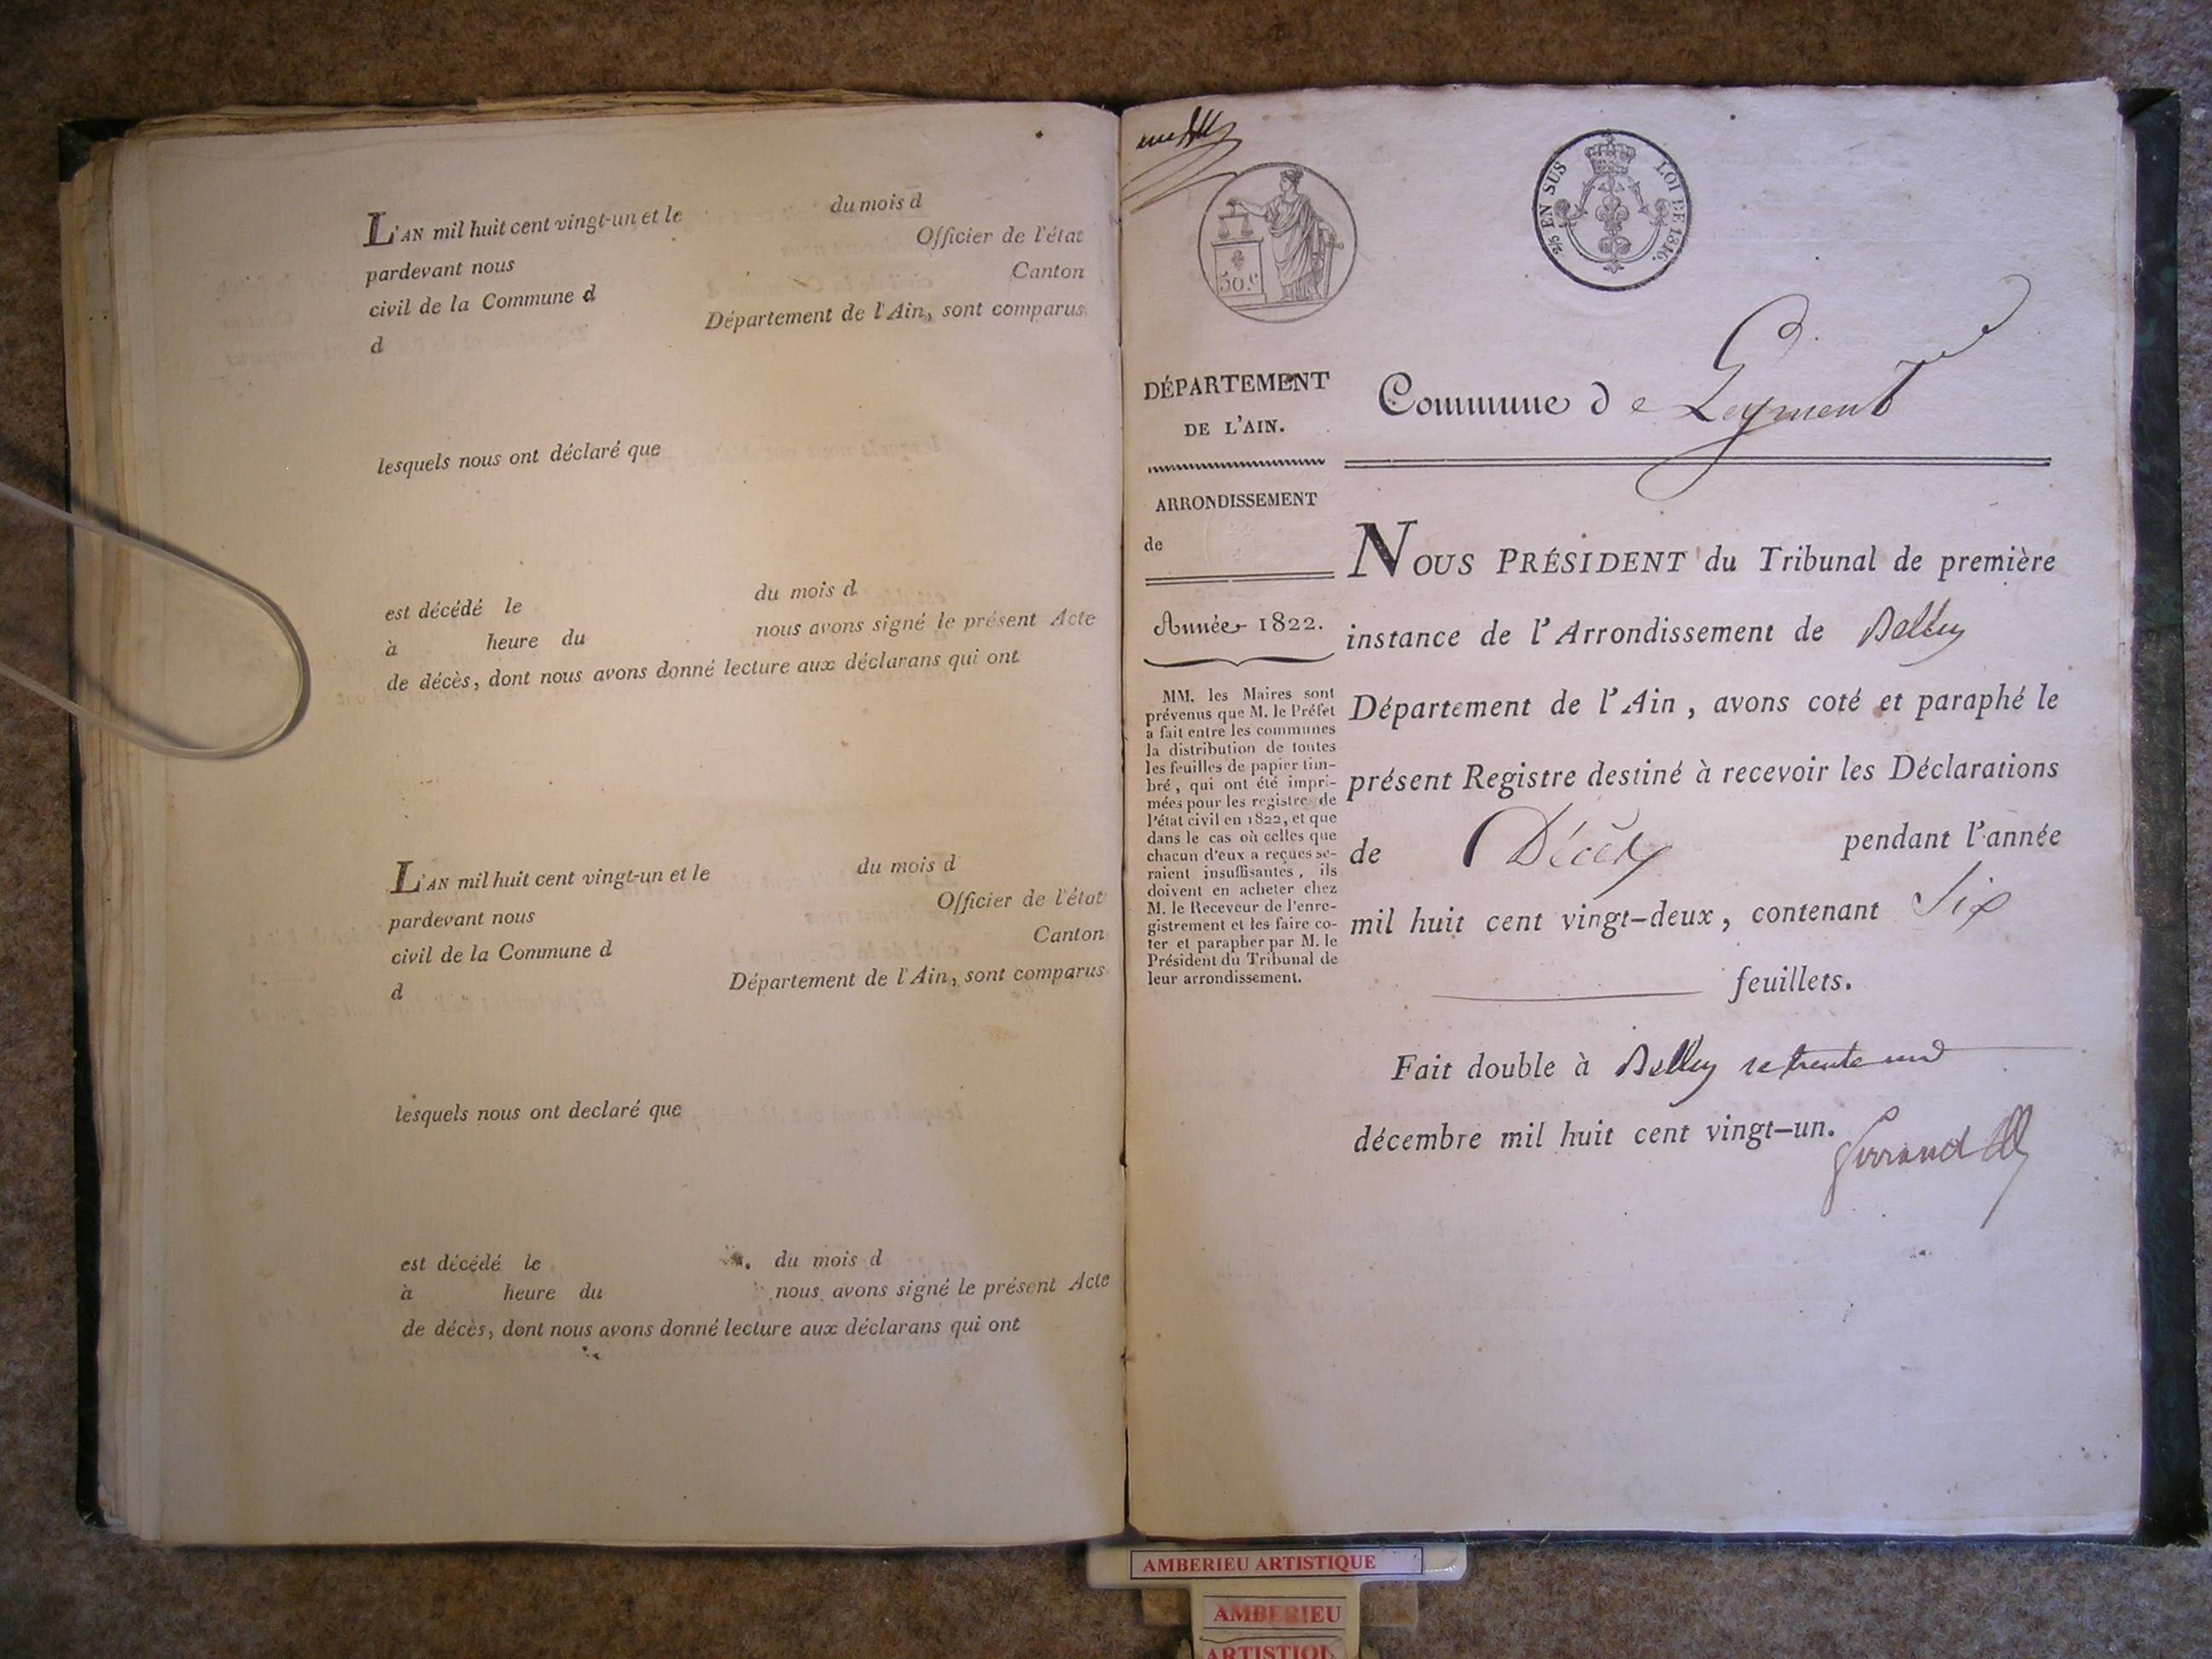 L'AN mil huit cent vingt-un et le du mois d
pardevant nous Officier de l'état
civil de la Commune d Canton
d Département de l'Ain, sont comparus
lesquels nous ont déclaré que
est décédé le du mois d
à heure du nous avons signé le présent Acte
de décès, dont nous avons donné lecture aux déclarans qui ont
L'AN mil huit cent vingt-un et le du mois d
pardevant nous Officier de l'état
civil de la Commune d Canton
d Département de l'Ain, sont comparus
lesquels nous ont declaré que
est décédé le du mois d
à heure du nous avons signé le présent Acte
de décès, dont nous avons donné lecture aux déclarans qui ont
50.c
EN SUS LOI DE 1816.
DÉPARTEMENT
DE L'AIN.
ARRONDISSEMENT
de
Année 1822.
MM. les Maires sont
prévenus que M. le Préfet
a fait entre les communes
la distribution de toutes
les feuilles de papier tim-
bré, qui ont été impri-
mées pour les registre de
l'état civil en 1822, et que
dans le cas où celles que
chacun d'eux a reçues se-
raient insuffisantes, ils
doivent en acheter chez
M. le Receveur de l'enre-
gistrement et les faire co-
ter et parapher par M. le
Président du Tribunal de
leur arrondissement.
Commune de Leyment
NOUS PRÉSIDENT du Tribunal de première
instance de l'Arrondissement de Belley
Département de l'Ain, avons coté et paraphé le
présent Registre destiné à recevoir les Déclarations
de Décès pendant l'année
mil huit cent vingt-deux, contenant Six
feuillets.
Fait double à Belley le trente un
décembre mil huit cent vingt-un.
AMBERIEU ARTISTIQUE
AMBERIEU
ARTISTIQU